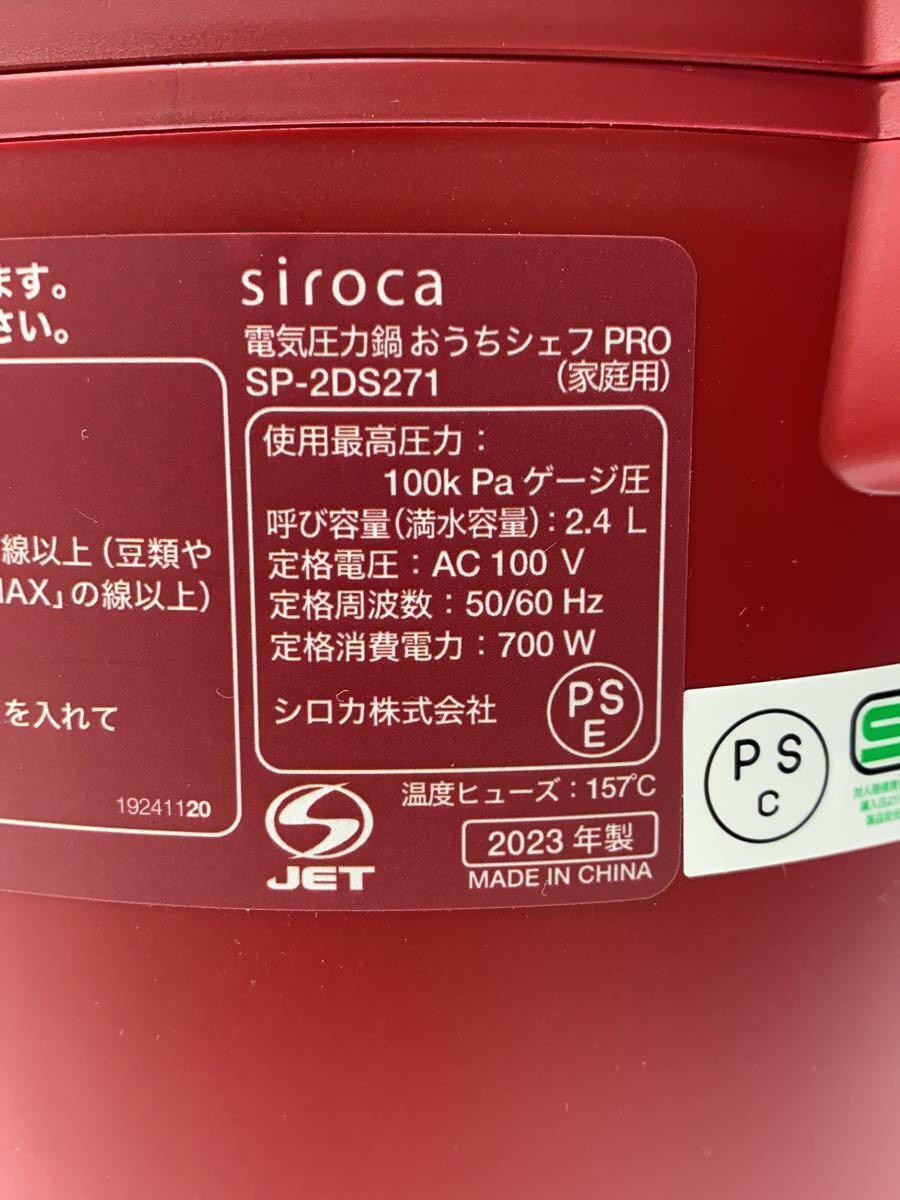 ます。
さい。
線以上（豆類や
MAX」の線以上）
を入れて
19241120
siroca
電気圧力鍋 おうちシェフ PRO
SP-2DS271 （家庭用）
使用最高圧力：
100k Pa ゲージ圧
呼び容量（満水容量）：2.4 L
定格電圧：AC 100 V
定格周波数：50/60 Hz
定格消費電力：700 W
シロカ株式会社
PS
E
温度ヒューズ：157℃
JET
2023 年製
MADE IN CHINA
PS
C
S